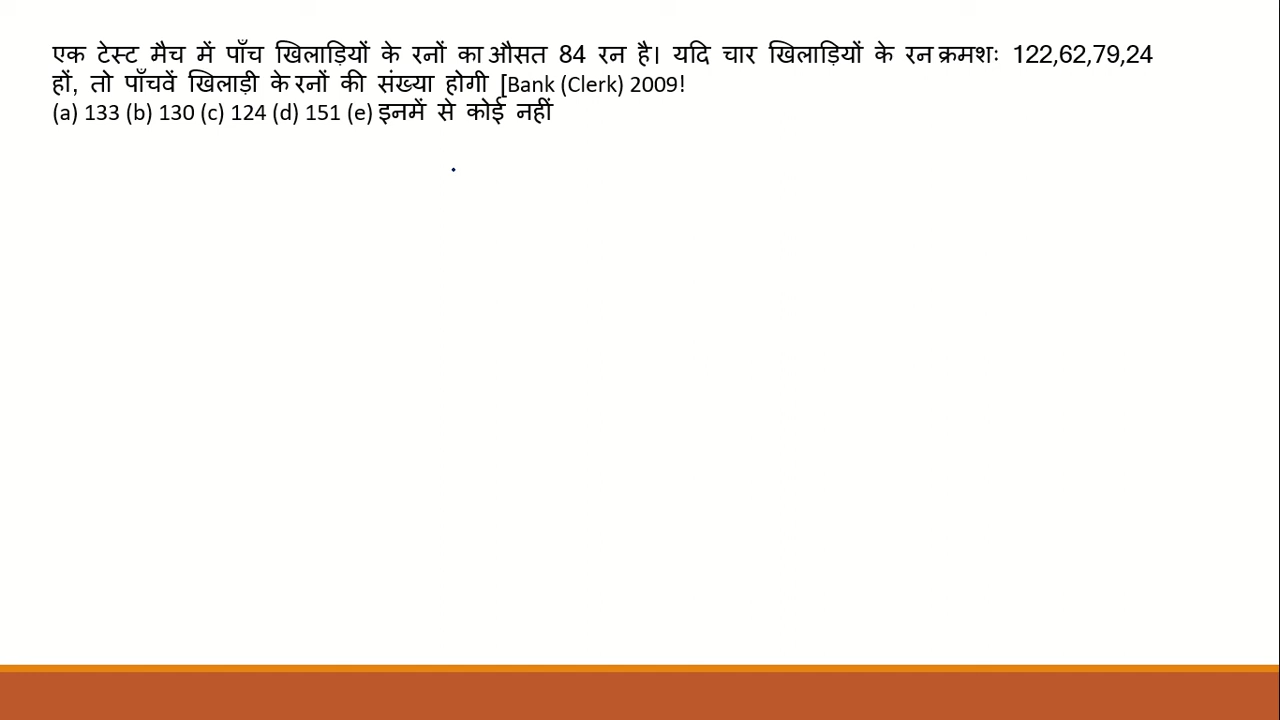 एक टेस्ट मैच में पाँच खिलाड़ियों के रनों का औसत 84 रन है। यदि चार खिलाड़ियों के रन क्रमशः 122,62,79,24
हों, तो पाँचवें खिलाड़ी के रनों की संख्या होगी [Bank (Clerk) 2009!
(a) 133 (b) 130 (c) 124 (d) 151 (e) इनमें से कोई नहीं